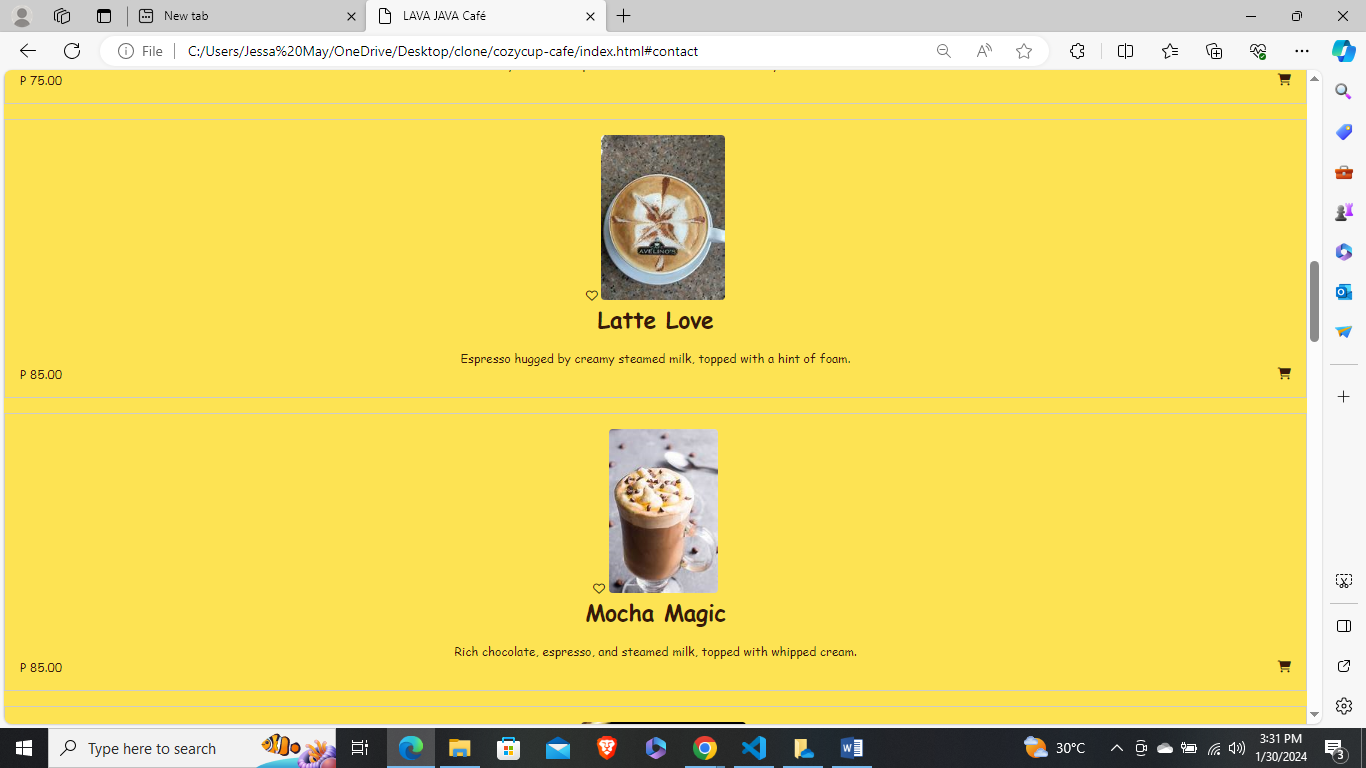 New tab
LAVA JAVA Café
File
C:/Users/Jessa%20May/OneDrive/Desktop/clone/cozycup-cafe/index.html#contact
P 75.00
AVELINO'S
Latte Love
Espresso hugged by creamy steamed milk, topped with a hint of foam.
P 85.00
Mocha Magic
Rich chocolate, espresso, and steamed milk, topped with whipped cream.
P 85.00
Type here to search
30°C
3:31 PM
1/30/2024
3